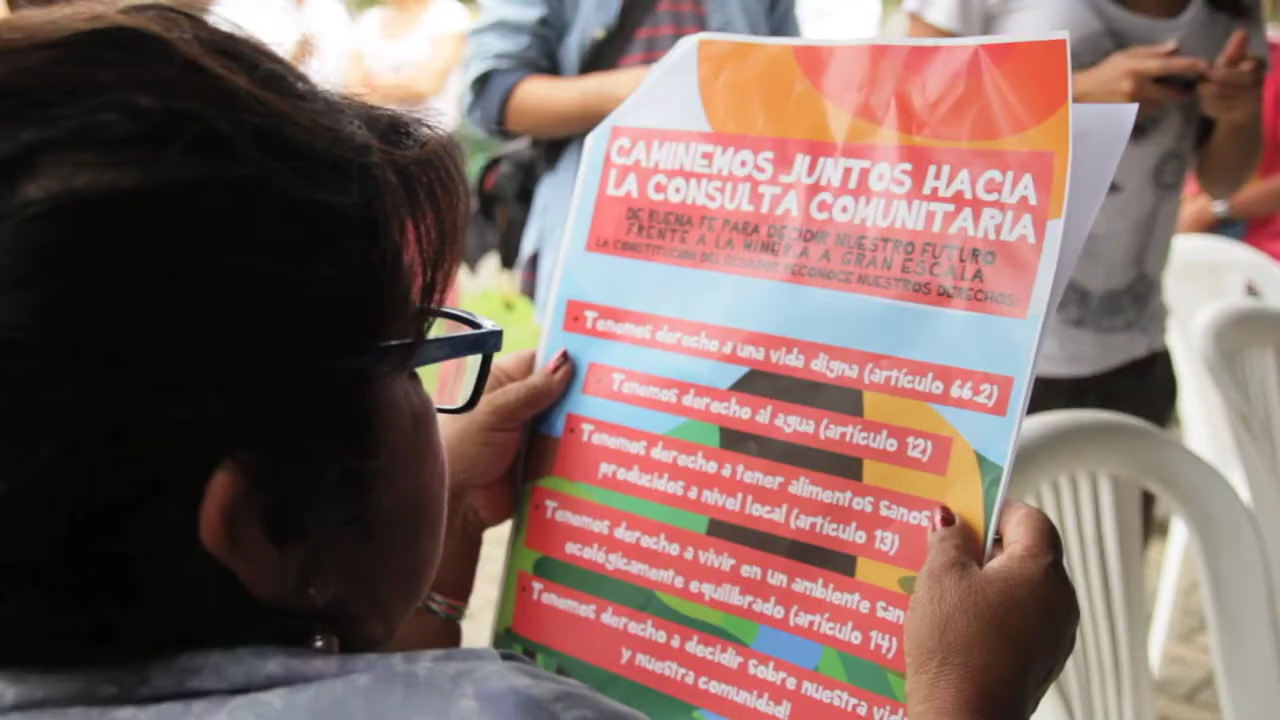 CAMINEMOS JUNTOS HACIA
LA CONSULTA COMUNITARIA
DE BUENA FE PARA DECIDIR NUESTRO FUTURO
FRENTE A LA MINERÍA A GRAN ESCALA
LA CONSTITUCIÓN DEL ECUADOR RECONOCE NUESTROS DERECHOS:
· Tenemos derecho a una vida digna (artículo 66.2)
· Tenemos derecho al agua (artículo 12)
· Tenemos derecho a tener alimentos sanos
producidos a nivel local (artículo 13)
· Tenemos derecho a vivir en un ambiente san
ecológicamente equilibrado (artículo 14)
· Tenemos derecho a decidir sobre nuestra vid
y nuestra comunidad!